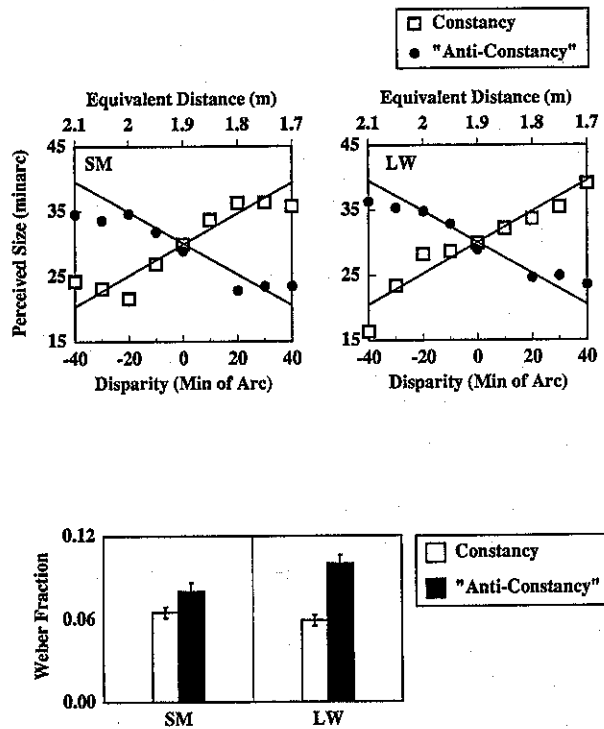 Constancy
"Anti-Constancy"
Equivalent Distance (m)
2.1 2 1.9 1.8 1.7
Equivalent Distance (m)
2.1 2 1.9 1.8 1.7
Perceived Size (minarc)
45
35
25
15
SM
-40 -20 0 20 40
Disparity (Min of Arc)
45
35
25
15
LW
-40 -20 0 20 40
Disparity (Min of Arc)
Weber Fraction
0.12
0.06
0.00
SM LW
Constancy
"Anti-Constancy"